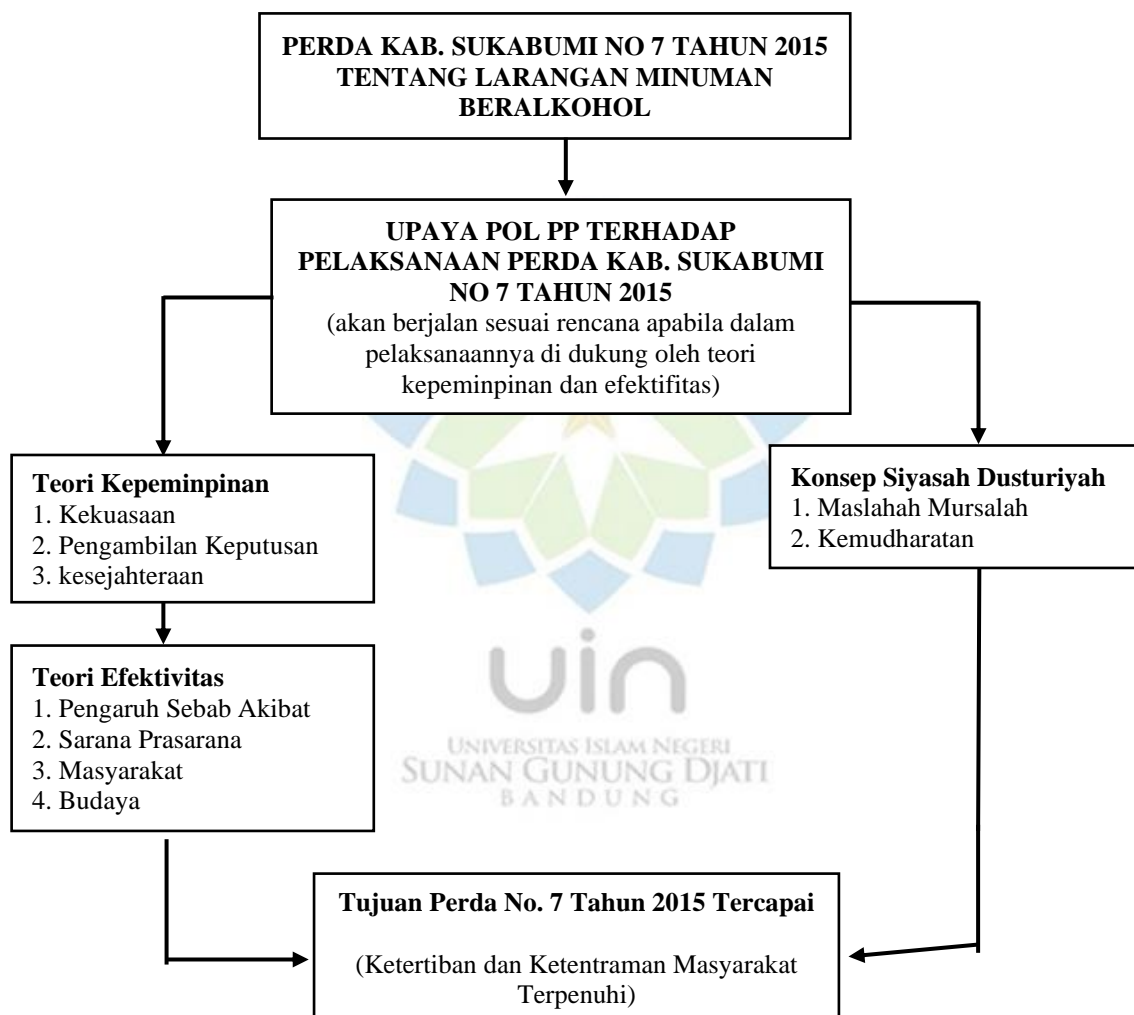 PERDA KAB. SUKABUMI NO 7 TAHUN 2015
TENTANG LARANGAN MINUMAN
BERALKOHOL
UPAYA POL PP TERHADAP
PELAKSANAAN PERDA KAB. SUKABUMI
NO 7 TAHUN 2015
(akan berjalan sesuai rencana apabila dalam
pelaksanaannya di dukung oleh teori
kepeminpinan dan efektifitas)
Teori Kepeminpinan
1. Kekuasaan
2. Pengambilan Keputusan
3. kesejahteraan
Konsep Siyasah Dusturiyah
1. Maslahah Mursalah
2. Kemudharatan
Teori Efektivitas
1. Pengaruh Sebab Akibat
2. Sarana Prasarana
3. Masyarakat
4. Budaya
uin
UNIVERSITAS ISLAM NEGERI
SUNAN GUNUNG DJATI
BANDUNG
Tujuan Perda No. 7 Tahun 2015 Tercapai
(Ketertiban dan Ketentraman Masyarakat
Terpenuhi)